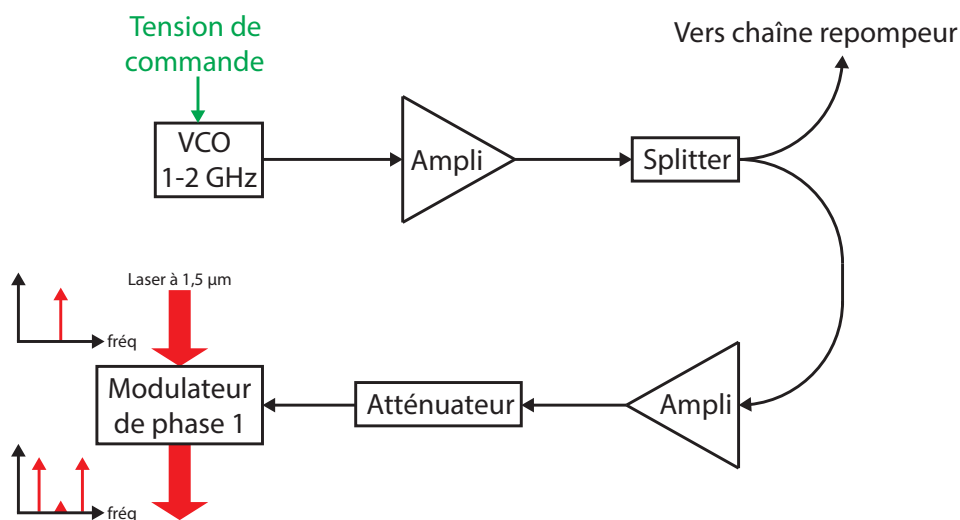 Tension de
commande
Vers chaîne repompeur
VCO
1-2 GHz
Ampli
Splitter
Laser à 1,5 µm
fréq
Modulateur
de phase 1
Atténuateur
Ampli
fréq